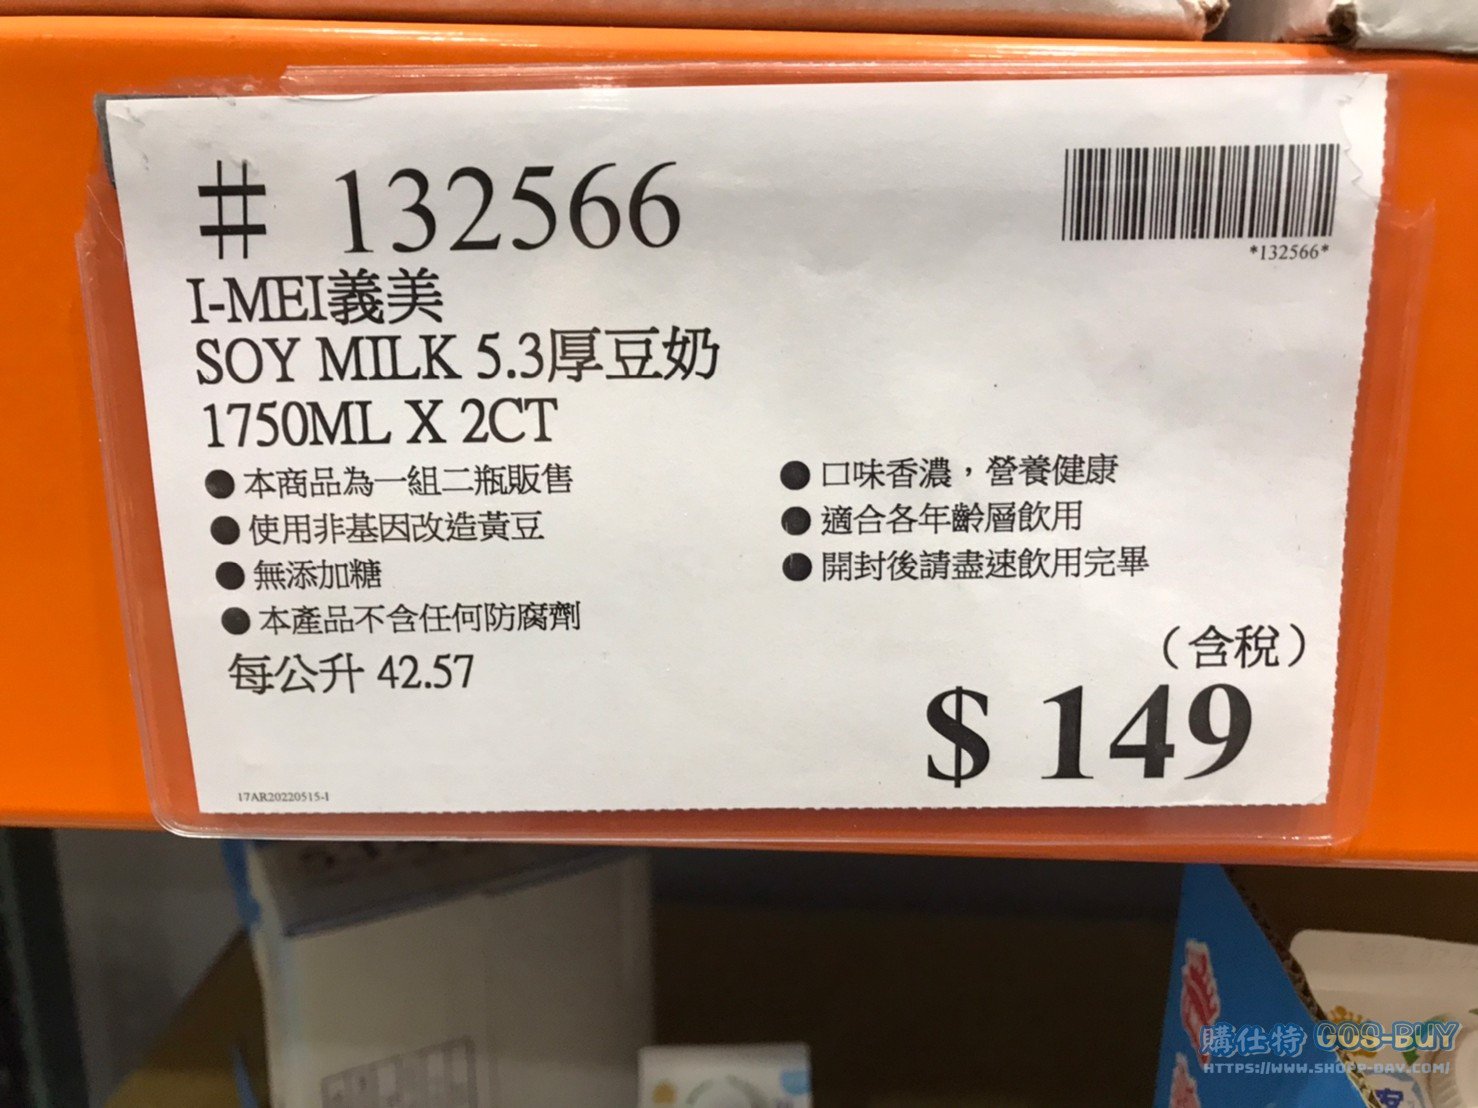 # 132566
*132566*
I-MEI義美
SOY MILK 5.3厚豆奶
1750ML X 2CT
●本商品為一組二瓶販售
●使用非基因改造黃豆
●無添加糖
●本產品不含任何防腐劑
●口味香濃，營養健康
●適合各年齡層飲用
●開封後請盡速飲用完畢
每公升 42.57
（含稅）
$ 149
17AR20220515-1
購仕特 COS-BUY
HTTPS://WWW.SHOPP-DAY.COM/